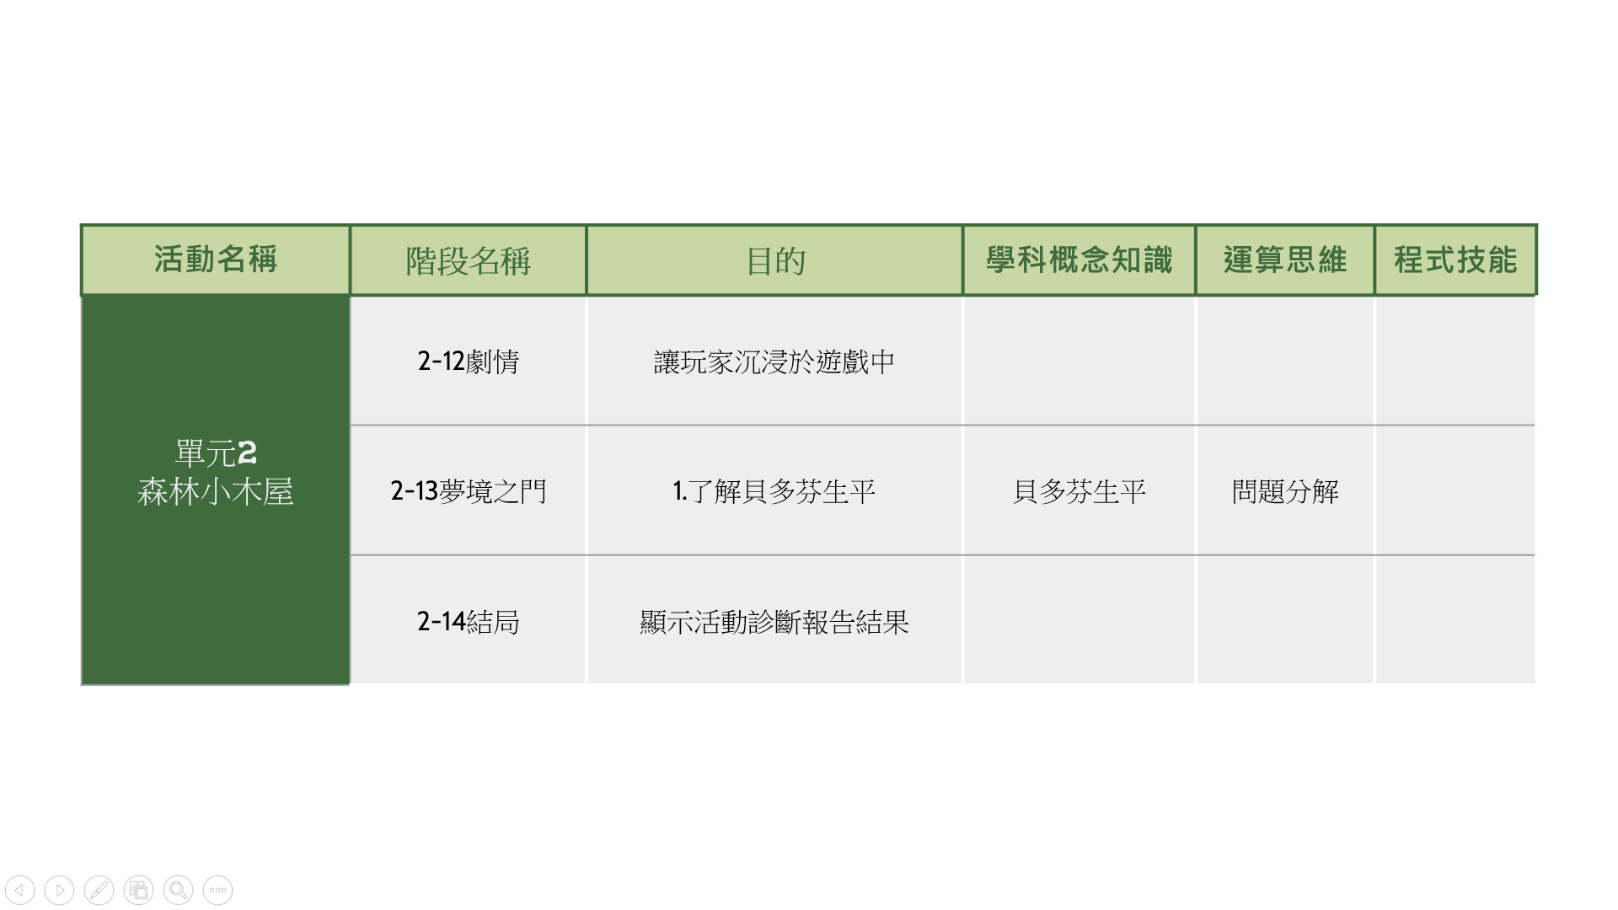 活動名稱 階段名稱 目的 學科概念知識 運算思維 程式技能
單元2
森林小木屋
2-12劇情 讓玩家沉浸於遊戲中
2-13夢境之門 1.了解貝多芬生平 貝多芬生平 問題分解
2-14結局 顯示活動診斷報告結果